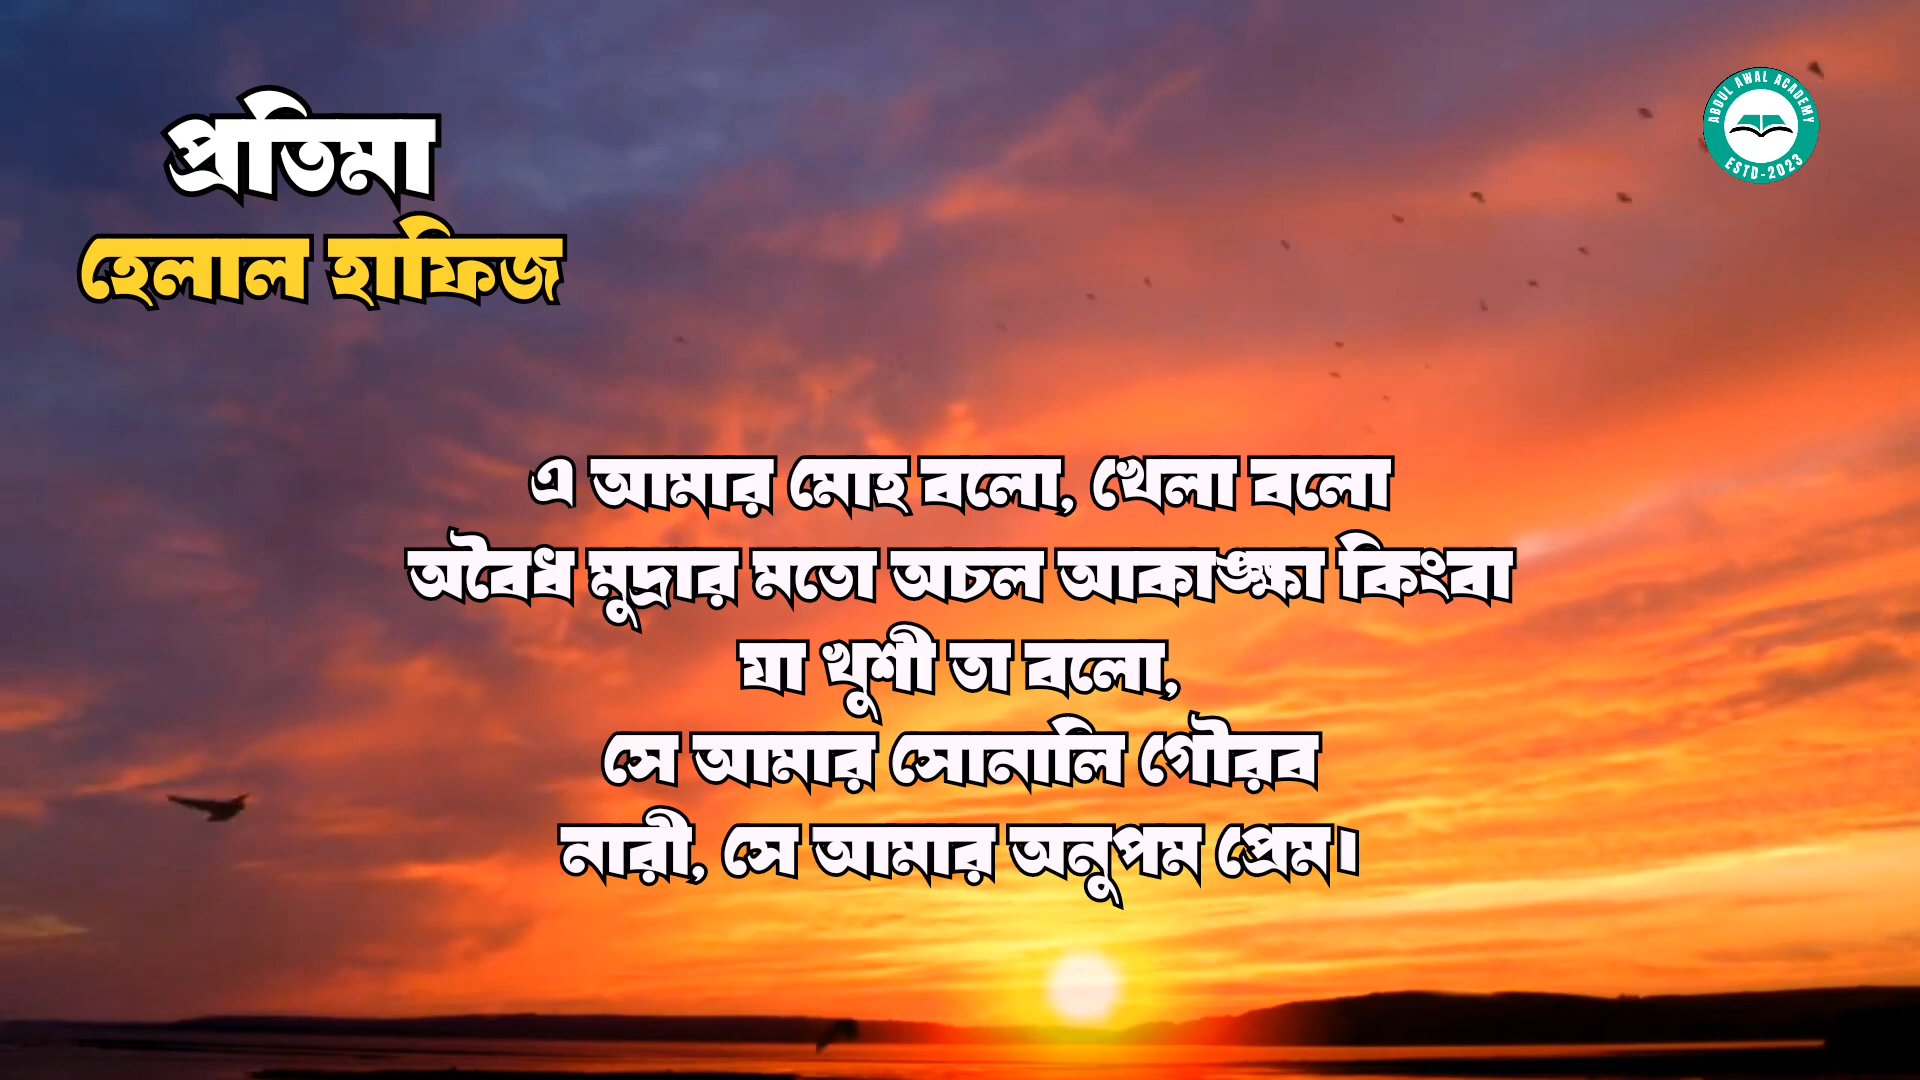 প্রতিমা
হেলাল হাফিজ
ABDUL AWAL ACADEMY
ESTD-2023
এ আমার মোহ বলো, খেলা বলো
অবৈধ মুদ্রার মতো অচল আকাঙ্ক্ষা কিংবা
যা খুশী তা বলো,
সে আমার সোনালি গৌরব
নারী, সে আমার অনুপম প্রেম।